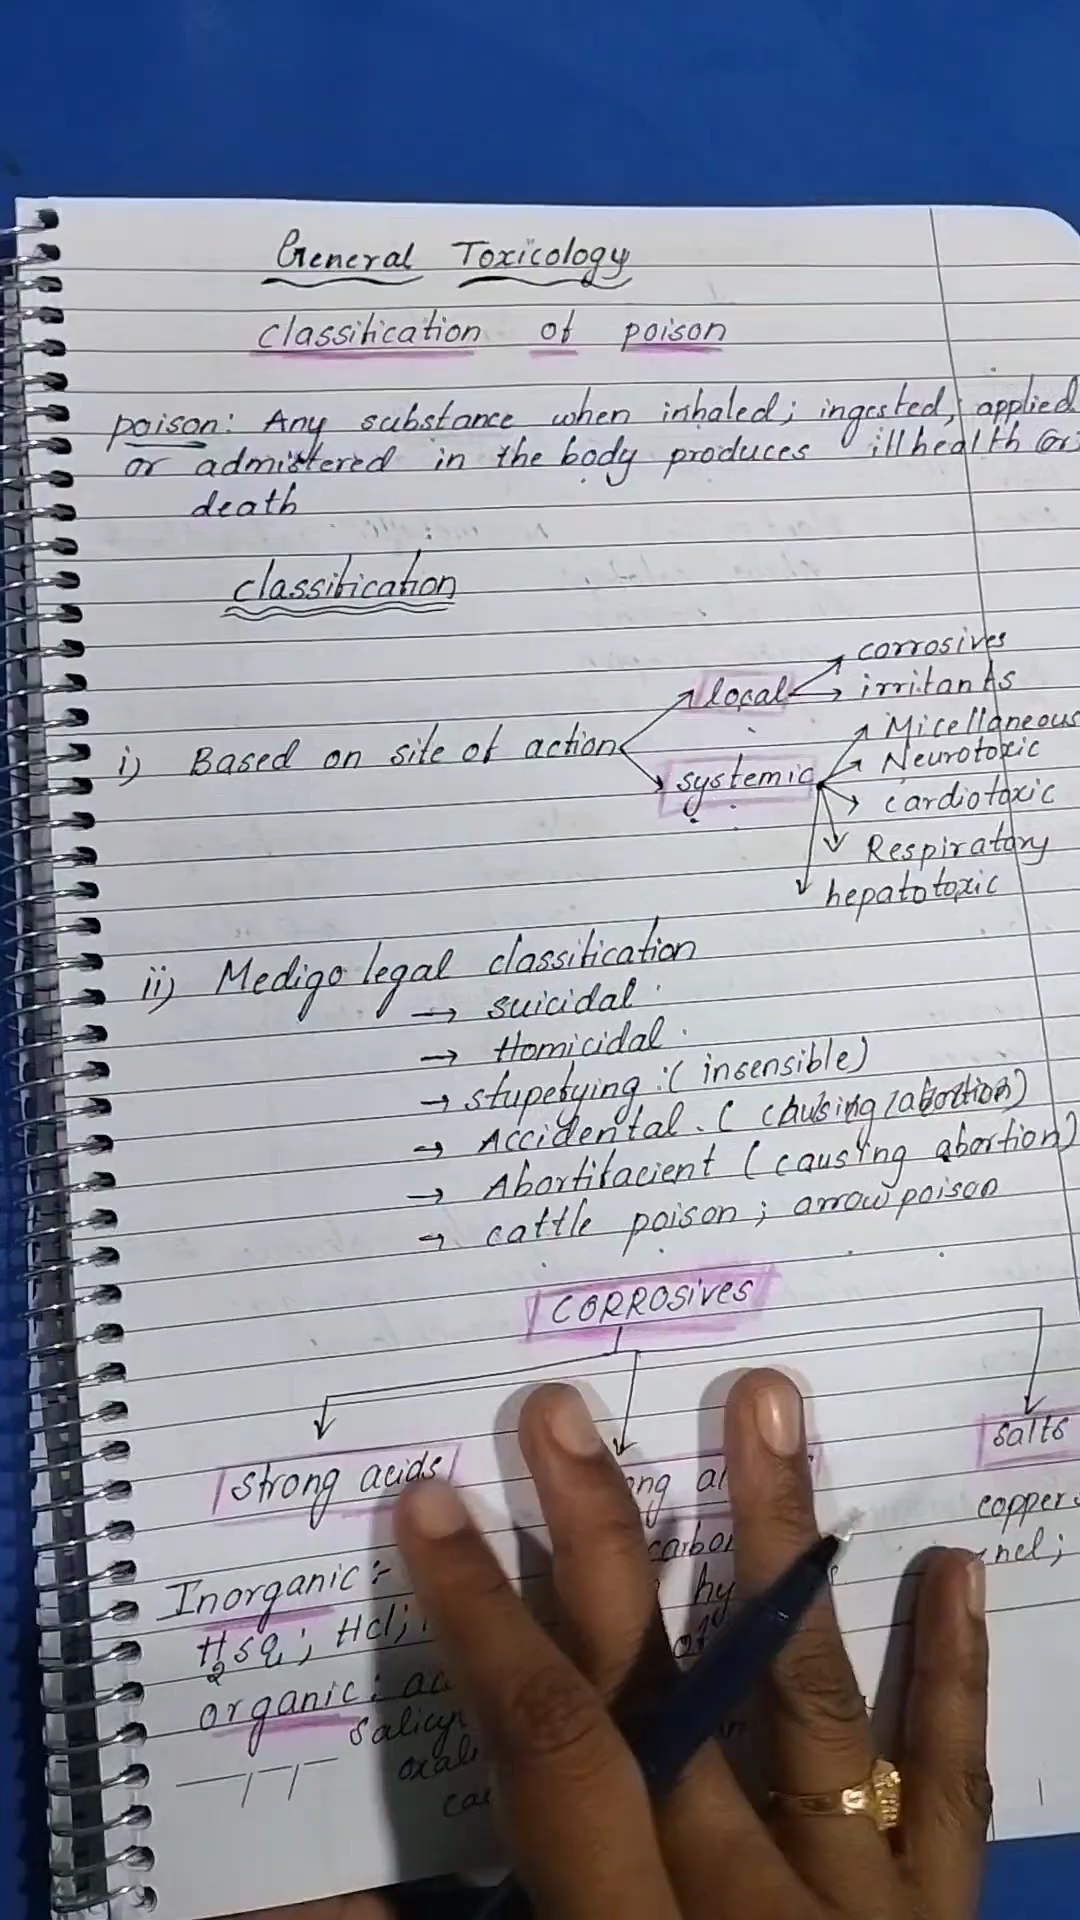 General Toxicology
classification of poison
poison: Any substance when inhaled; ingested, applied
or admistered in the body produces illhealth or
death
classification
corrosives
local
irritants
Micellaneous
i) Based on site of action
Neurotoxic
systemic
cardiotoxic
Respiratory
hepatotoxic
ii) Medigo legal classification
→ suicidal
→ Homicidal
→ stupefying :( insensible)
→ Accidental. ( causing abortion)
→ Abortifacient ( causing abortion)
→ cattle poison ; arrow poison
CORROSIVES
strong acids
salts
copper
Inorganic :-
H2SO4; HCl;
organic :